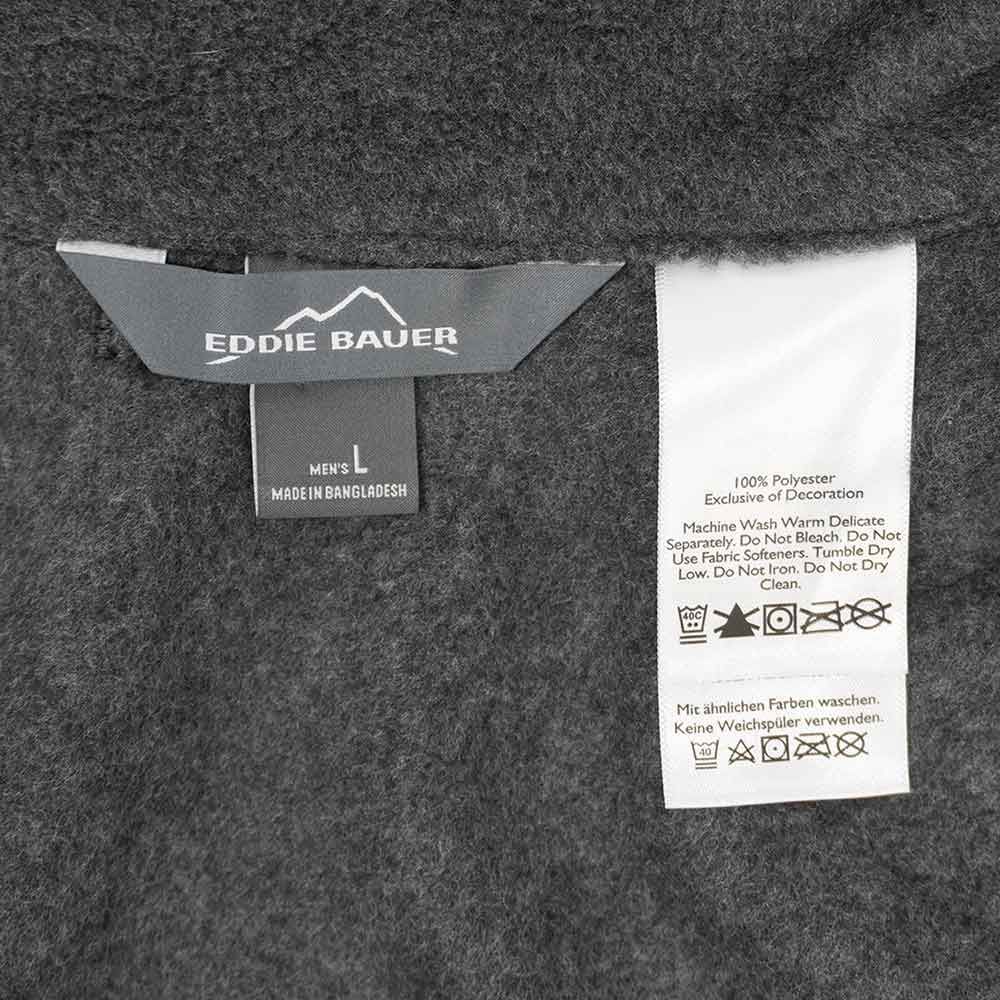 EDDIE BAUER
MEN'S L
MADE IN BANGLADESH
100% Polyester
Exclusive of Decoration
Machine Wash Warm Delicate
Separately. Do Not Bleach. Do Not
Use Fabric Softeners. Tumble Dry
Low. Do Not Iron. Do Not Dry
Clean.
40C
Mit ähnlichen Farben waschen.
Keine Weichspüler verwenden.
40